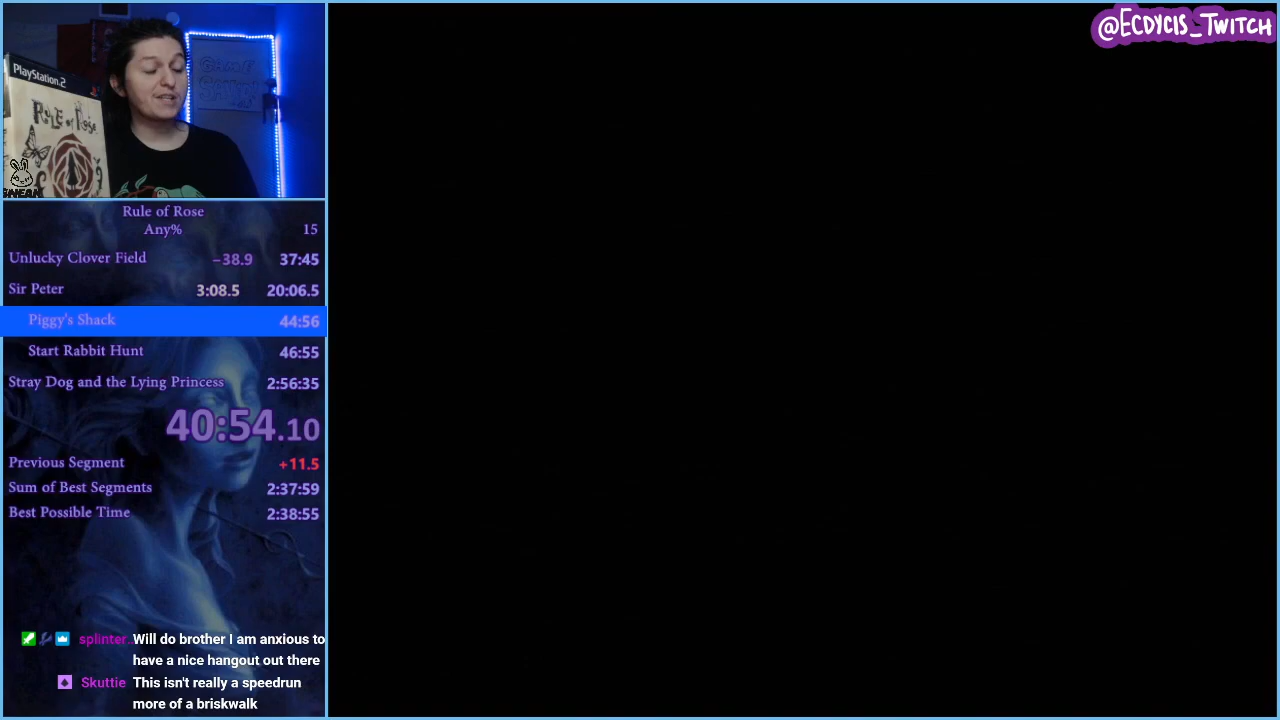 @ECDYCIS_TWITCH
PlayStation.2
RULE of ROSE
Rule of Rose
Any% 15
Unlucky Clover Field −38.9 37:45
Sir Peter 3:08.5 20:06.5
Piggy's Shack 44:56
Start Rabbit Hunt 46:55
Stray Dog and the Lying Princess 2:56:35
40:54.10
Previous Segment +11.5
Sum of Best Segments 2:37:59
Best Possible Time 2:38:55
splinter.. Will do brother I am anxious to
have a nice hangout out there
Skuttie This isn't really a speedrun
more of a briskwalk